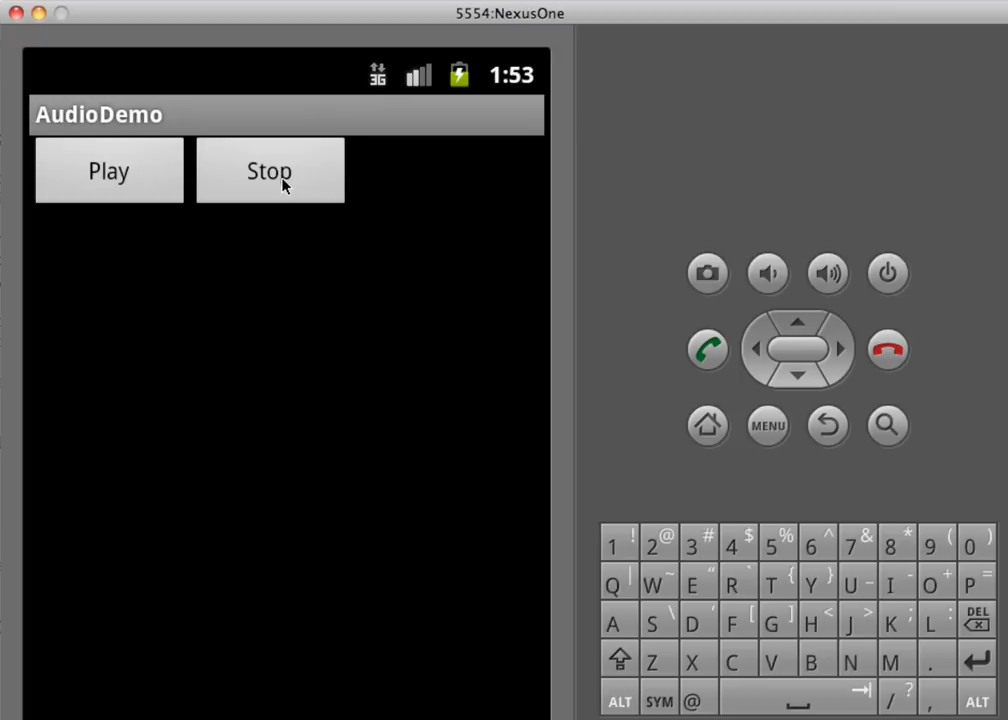 5554:NexusOne
3G 1:53
AudioDemo
Play Stop
MENU
1 ! 2 @ 3 # 4 $ 5 % 6 ^ 7 & 8 * 9 ( 0 )
Q | W ~ E " R ` T { Y } U _ I - O + P =
A S \ D ' F [ G ] H < J > K ; L : DEL
Z X C V B N M .
ALT SYM @ / ? , ALT